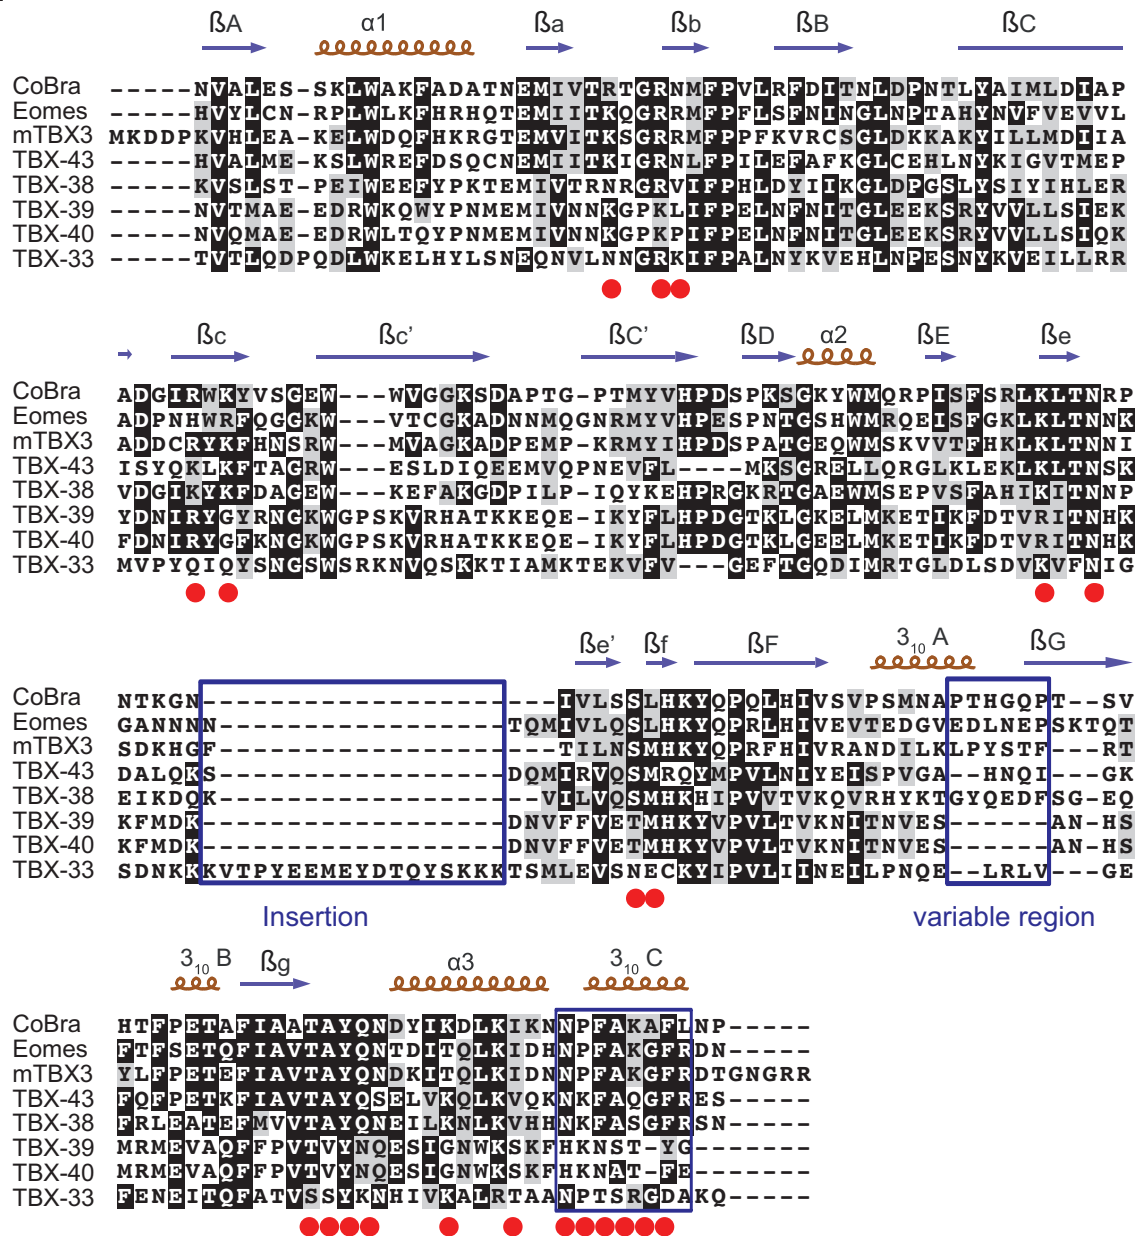 ßA α1 ßa ßb ßB ßC
CoBra -----NVALES-SKLWAKFADATNEMIVTRTGRNMFPVLRFDITNLDPNTLYAIMLDIAP
Eomes -----HVYLCN-RPLWLKFHRHQTEMIITKQGRRMFPFLSFNINGLNPTAHYNVFVEVVL
mTBX3 MKDDPKVHLEA-KELWDQFHKRGTEMVITKSGRRMFPPFKVRCSGLDKKAKYILLMDIIA
TBX-43 -----HVALME-KSLWREFDSQCNEMIITKIGRNLFPILEFAFKGLCEHLNYKIGVTMEP
TBX-38 -----KVSLST-PEIWEEFYPKTEMIVTRNRGRVIFPHLDYIIKGLDPGSLYSIYIHLER
TBX-39 -----NVTMAE-EDRWKQWYPNMEMIVNNKGPKLIFPELNFNITGLEEKSRYVVLLSIEK
TBX-40 -----NVQMAE-EDRWLTQYPNMEMIVNNKGPKPIFPELNFNITGLEEKSRYVVLLSIQK
TBX-33 -----TVTLQDPQDLWKELHYLSNEQNVLNNGRKIFPALNYKVEHLNPESNYKVEILLRR
ßc ßc’ ßC’ ßD α2 ßE ße
CoBra ADGIRWKYVSGEW---WVGGKSDAPTG-PTMYVHPDSPKSGKYWMQRPISFSRLKLTNRP
Eomes ADPNHWRFQGGKW---VTCGKADNNMQGNRMYVHPESPNTGSHWMRQEISFGKLKLTNNK
mTBX3 ADDCRYKFHNSRW---MVAGKADPEMP-KRMYIHPDSPATGEQWMSKVVTFHKLKLTNNI
TBX-43 ISYQKLKFTAGRW---ESLDIQEEMVQPNEVFL----MKSGRELLQRGLKLEKLKLTNSK
TBX-38 VDGIKYKFDAGEW---KEFAKGDPILP-IQYKEHPRGKRTGAEWMSEPVSFAHIKITNNP
TBX-39 YDNIRYGYRNGKWGPSKVRHATKKEQE-IKYFLHPDGTKLGKELMKETIKFDTVRITNHK
TBX-40 FDNIRYGFKNGKWGPSKVRHATKKEQE-IKYFLHPDGTKLGEELMKETIKFDTVRITNHK
TBX-33 MVPYQIQYSNGSWSRKNVQSKKTIAMKTEKVFV---GEFTGQDIMRTGLDLSDVKVFNIG
ße’ ßf ßF 3₁₀ A ßG
CoBra NTKGNN----------------------IVLSSLHKYQPQLHIVSVPSMNAPTHGQPT--SV
Eomes GANNNN------------------TQMIVLQSLHKYQPRLHIVEVTEDGVEDLNEPSKTQT
mTBX3 SDKHGF---------------------TILNSMHKYQPRFHIVRANDILKLPYSTF---RT
TBX-43 DALQKS------------------DQMIRVQSMRQYMPVLNIYEISPVGA--HNQI---GK
TBX-38 EIKDQK--------------------VILVQSMHKHIPVVTVKQVRHYKTGYQEDFSG-EQ
TBX-39 KFMDK-------------------DNVFFVETMHKYVPVLTVKNITNVES------AN-HS
TBX-40 KFMDK-------------------DNVFFVETMHKYVPVLTVKNITNVES------AN-HS
TBX-33 SDNKKKVTPYEEMEYDTQYSKKKTSMLEVSNECKYIPVLIINEILPNQE--LRLV---GE
Insertion variable region
3₁₀ B ßg α3 3₁₀ C
CoBra HTFPETAFIAATAYQNDYIKDLKIKNNPFAKAFLNP-----
Eomes FTFSETQFIAVTAYQNTDITQLKIDHNPFAKGFRDN-----
mTBX3 YLFPETEFIAVTAYQNDKITQLKIDNNPFAKGFRDTGNGRR
TBX-43 FQFPETKFIAVTAYQSELVKQLKVQKNKFAQGFRES-----
TBX-38 FRLEATEFMVVTAYQNEILKNLKVHHNKFASGFRSN-----
TBX-39 MRMEVAQFFPVTVYNQESIGNWKSKFHKNST-YG-------
TBX-40 MRMEVAQFFPVTVYNQESIGNWKSKFHKNAT-FE-------
TBX-33 FENEITQFATVSSYKNHIVKALRTAANPTSRGDAKQ-----